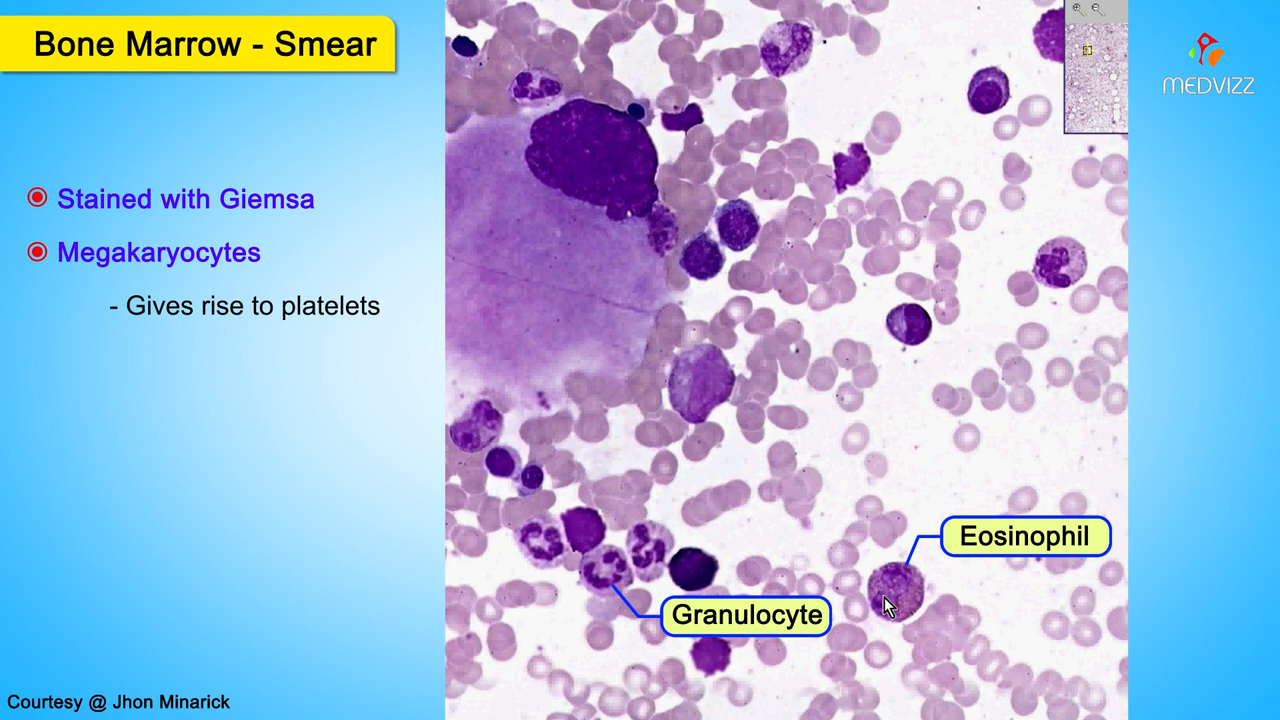 Bone Marrow - Smear
MEDVIZZ
Stained with Giemsa
Megakaryocytes
- Gives rise to platelets
Eosinophil
Granulocyte
Courtesy @ Jhon Minarick